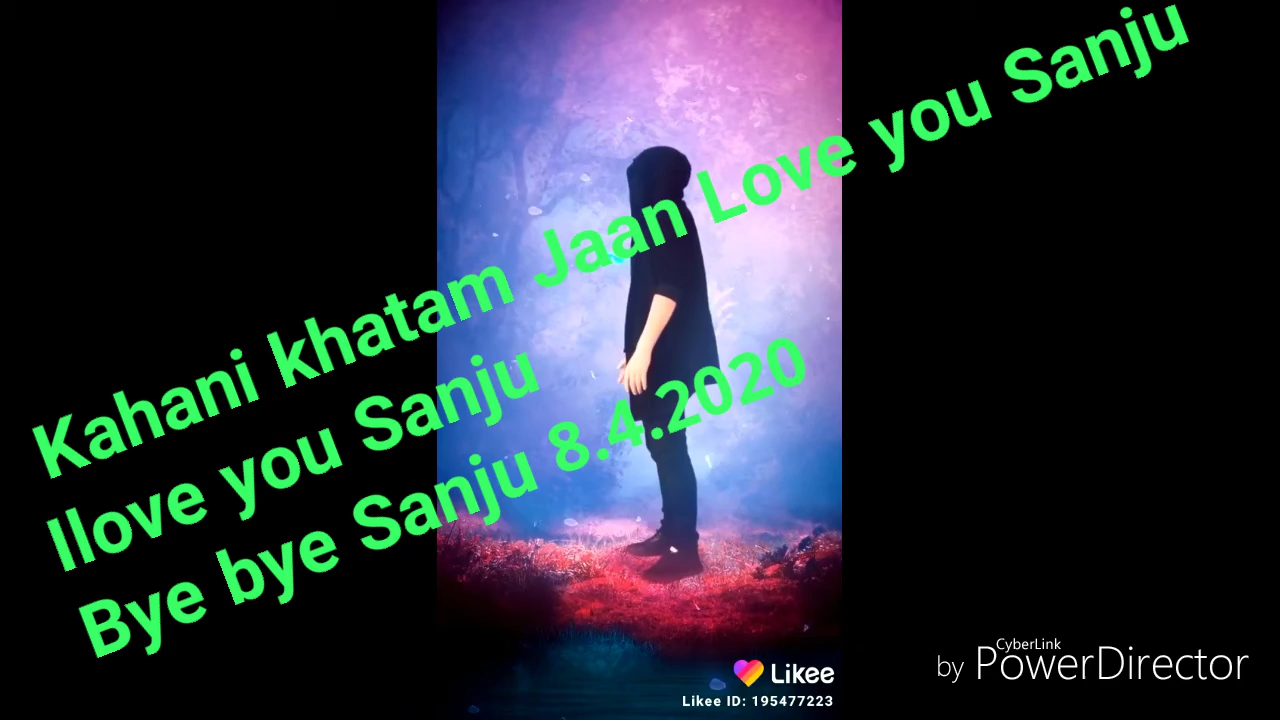 Kahani khatam Jaan Love you Sanju
Ilove you Sanju
Bye bye Sanju 8.4.2020
Likee
Likee ID: 195477223
CyberLink
by PowerDirector